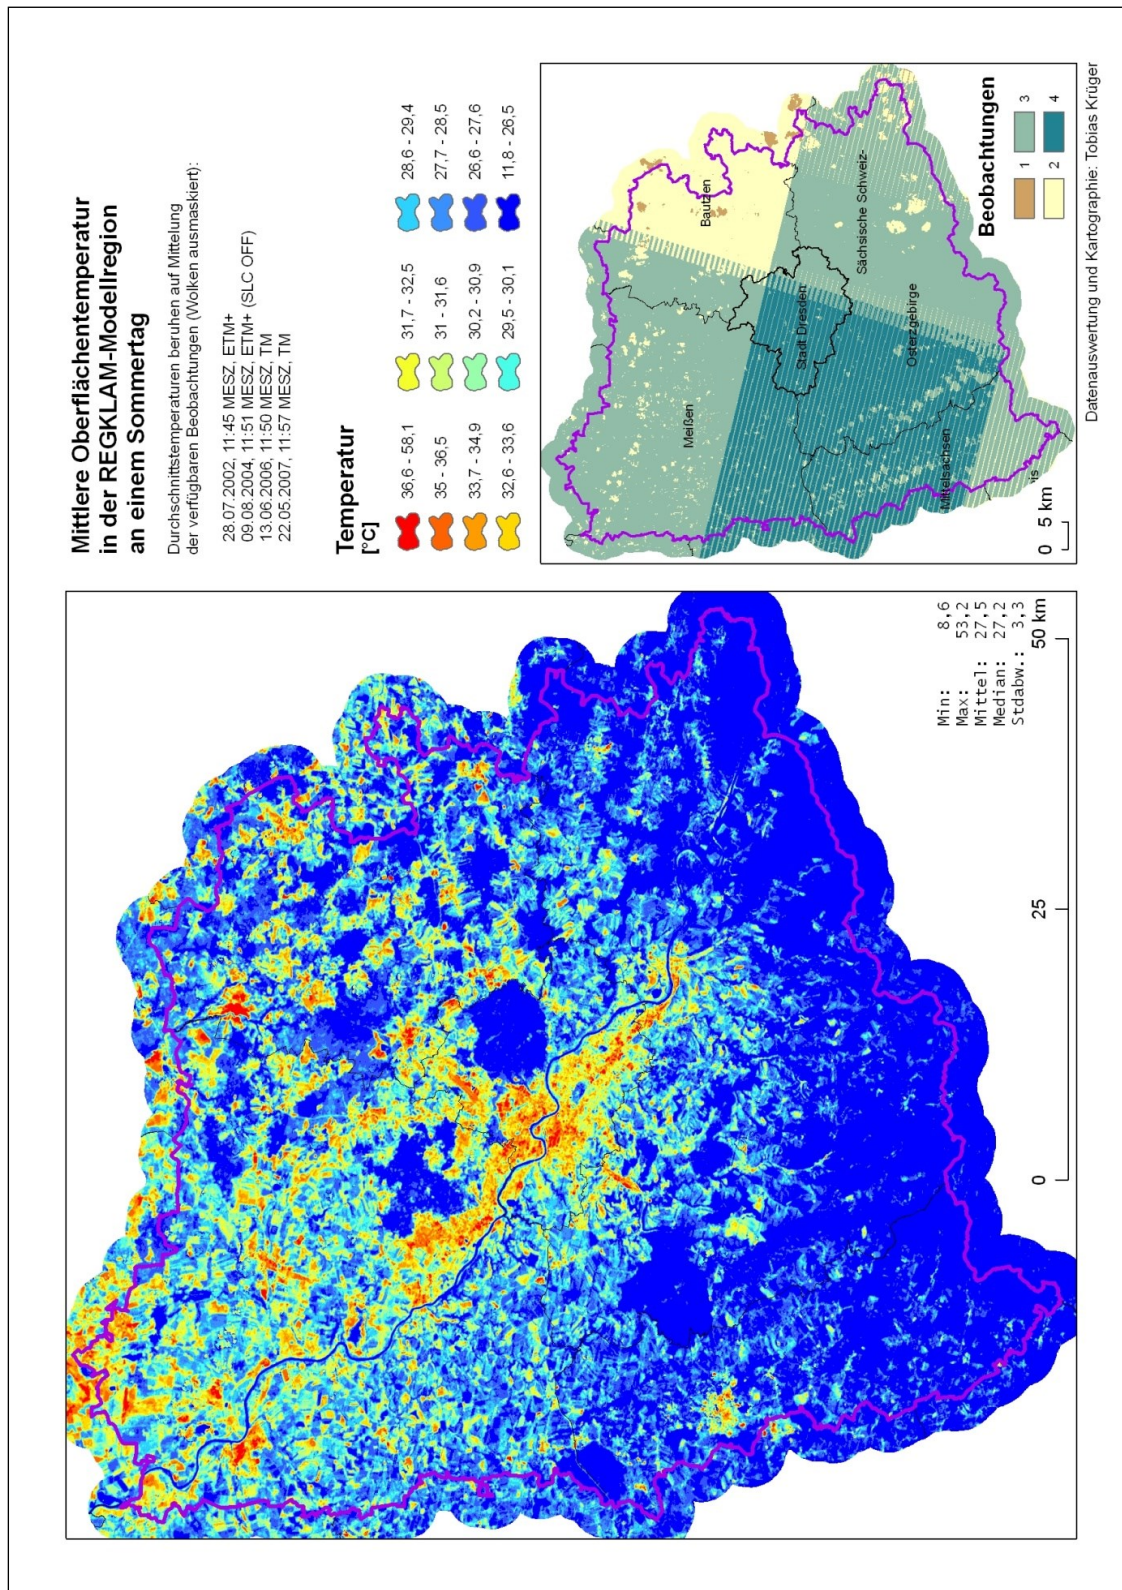 Mittlere Oberflächentemperatur
in der REGKLAM-Modellregion
an einem Sommertag
Durchschnittstemperaturen beruhen auf Mittelung
der verfügbaren Beobachtungen (Wolken ausmaskiert):
28.07.2002, 11:45 MESZ, ETM+
09.08.2004, 11:51 MESZ, ETM+ (SLC OFF)
13.06.2006, 11:50 MESZ, TM
22.05.2007, 11:57 MESZ, TM
Temperatur
[°C]
36,6 - 58,1
35 - 36,5
33,7 - 34,9
32,6 - 33,6
31,7 - 32,5
31 - 31,6
30,2 - 30,9
29,5 - 30,1
28,6 - 29,4
27,7 - 28,5
26,6 - 27,6
11,8 - 26,5
Min: 8,6
Max: 53,2
Mittel: 27,5
Median: 27,2
Stdabw.: 3,3
0 25 50 km
Bautzen
Meißen
Stadt Dresden
Sächsische Schweiz-
Osterzgebirge
Mittelsachsen
is
0 5 km
Beobachtungen
1 3
2 4
Datenauswertung und Kartographie: Tobias Krüger